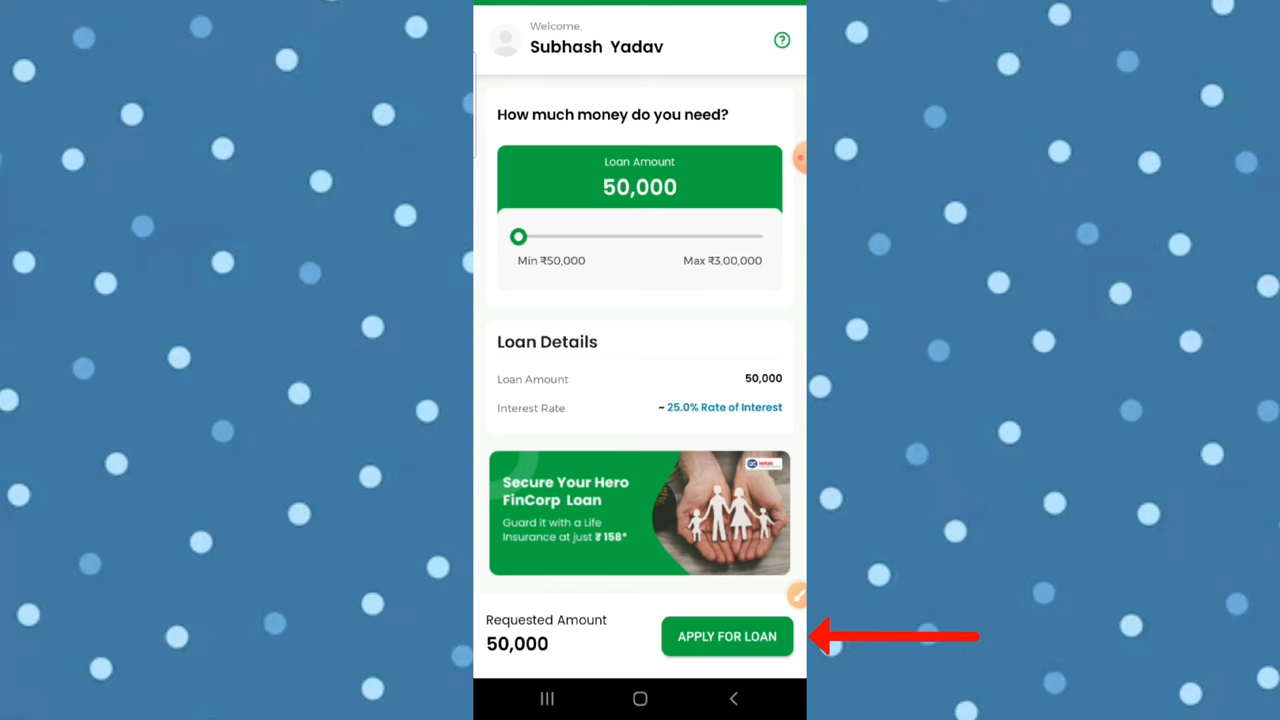 Welcome,
Subhash Yadav
How much money do you need?
Loan Amount
50,000
Min ₹50,000
Max ₹3,00,000
Loan Details
Loan Amount
50,000
Interest Rate
~ 25.0% Rate of Interest
Secure Your Hero
FinCorp Loan
Guard it with a Life
Insurance at just ₹ 158*
Requested Amount
50,000
APPLY FOR LOAN